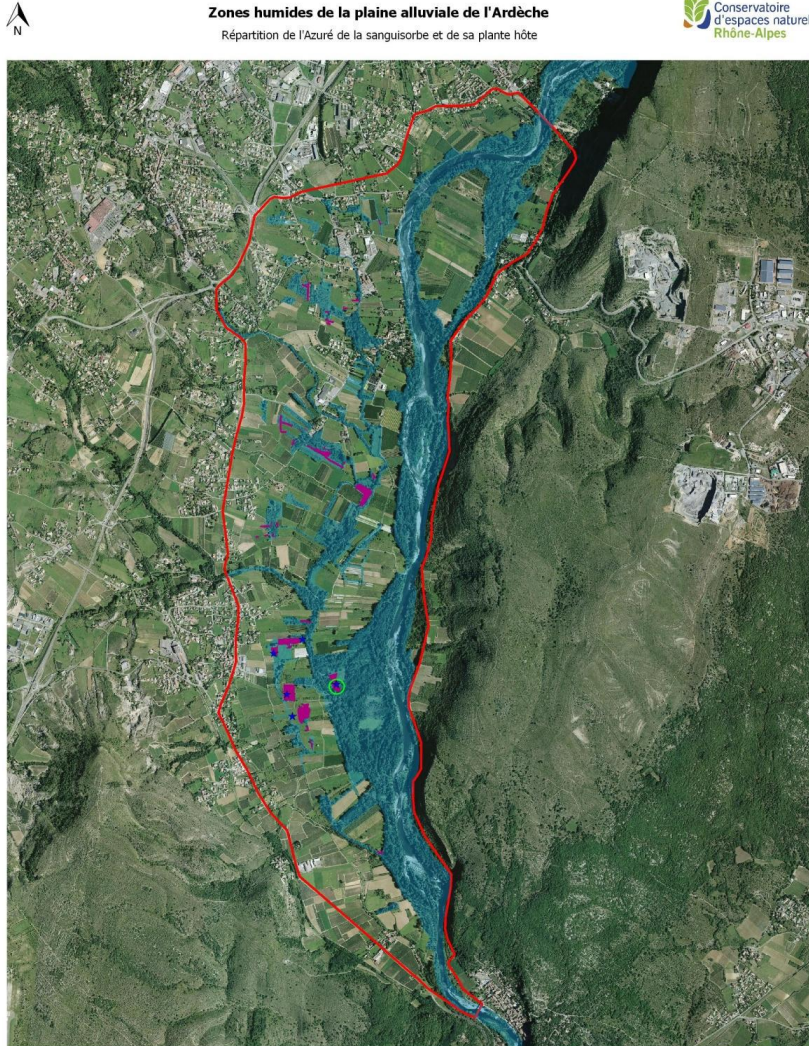 N
Zones humides de la plaine alluviale de l'Ardèche
Répartition de l'Azuré de la sanguisorbe et de sa plante hôte
Conservatoire
d'espaces naturel
Rhône-Alpes